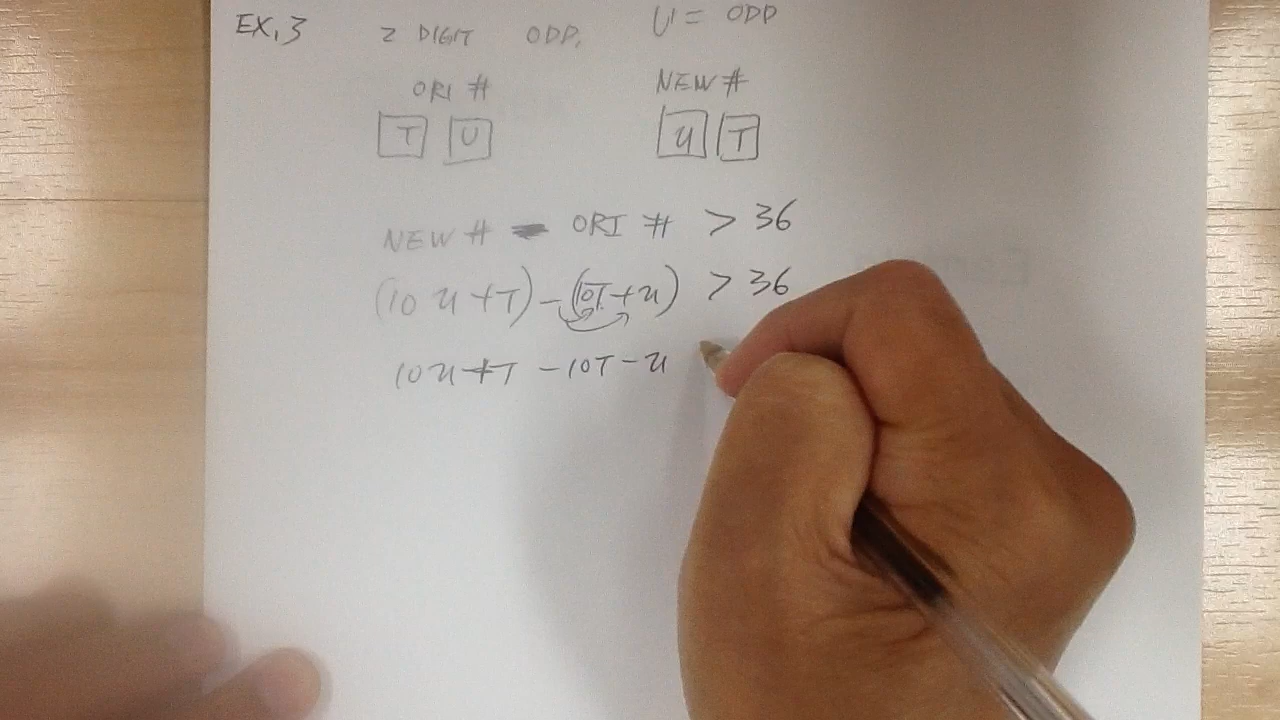 EX.3 2 DIGIT ODD. U = ODD
ORI # NEW #
T U U T
NEW # - ORI # > 36
(10U+T) - (10T+U) > 36
10U+T - 10T - U